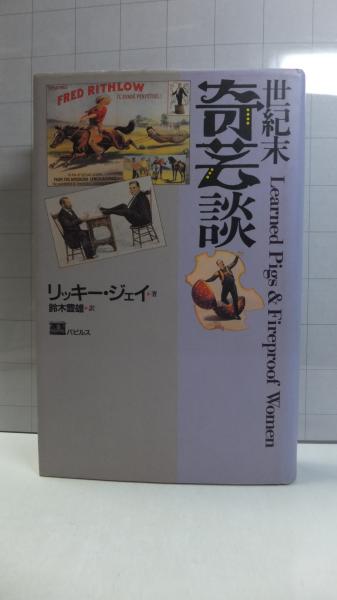 世紀末
奇芸談
Learned Pigs & Fireproof Women
FRED RITHLOW
リッキー・ジェイ・著
鈴木豊雄・訳
パピルス